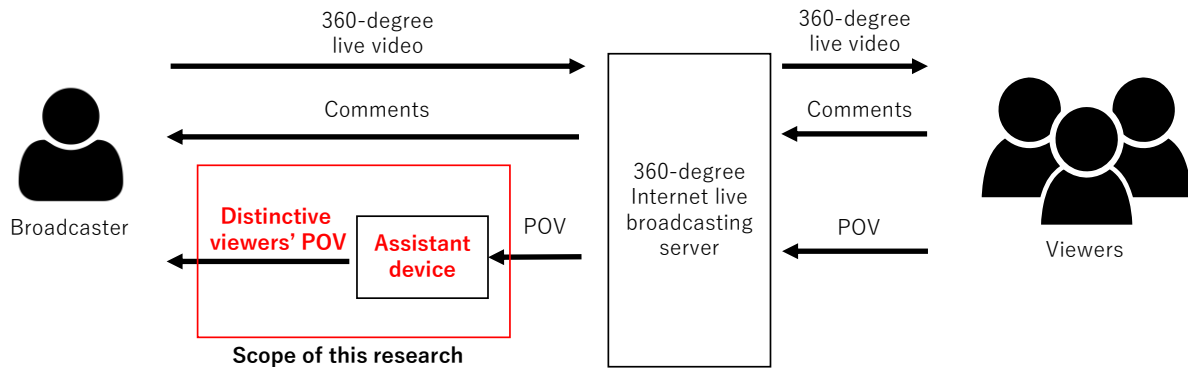 360-degree
live video
360-degree
live video
Comments
Comments
360-degree
Internet live
broadcasting
server
Broadcaster
Distinctive
viewers’ POV
Assistant
device
POV
POV
Viewers
Scope of this research